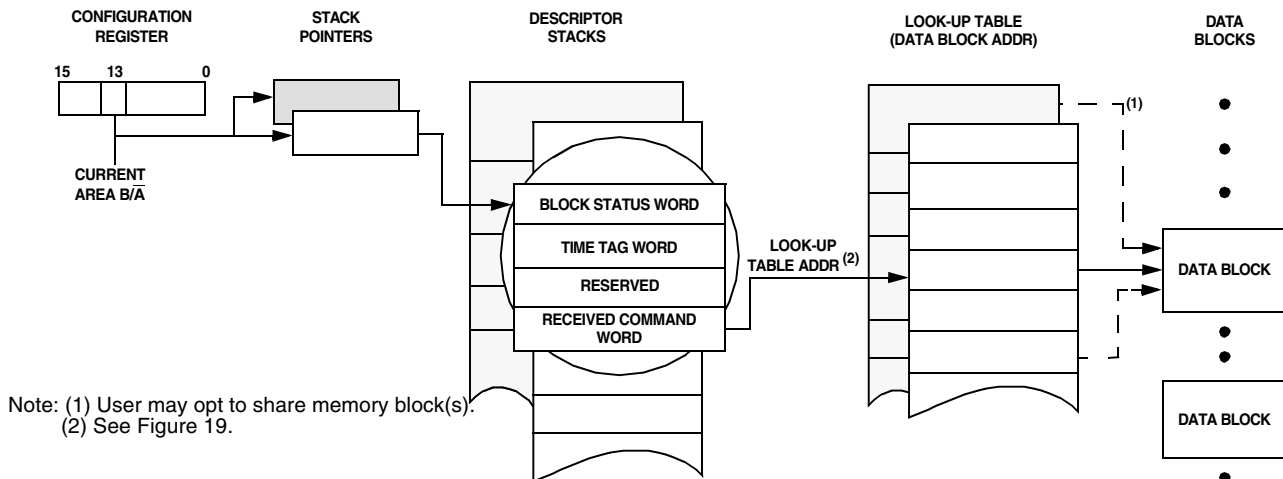 CONFIGURATION
REGISTER
STACK
POINTERS
DESCRIPTOR
STACKS
LOOK-UP TABLE
(DATA BLOCK ADDR)
DATA
BLOCKS
15 13 0
CURRENT
AREA B/A̅
BLOCK STATUS WORD
TIME TAG WORD
RESERVED
RECEIVED COMMAND
WORD
LOOK-UP
TABLE ADDR (2)
(1)
DATA BLOCK
DATA BLOCK
Note: (1) User may opt to share memory block(s).
(2) See Figure 19.